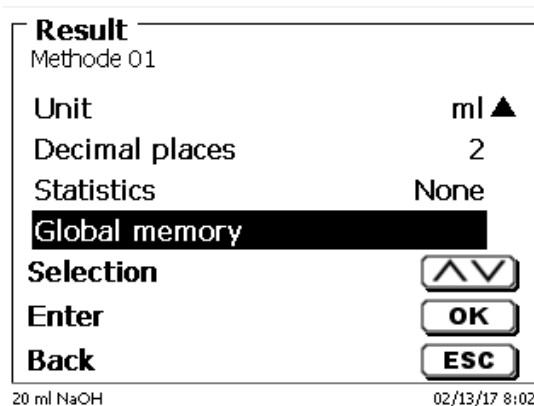 Result
Methode 01
Unit ml
Decimal places 2
Statistics None
Global memory
Selection
Enter OK
Back ESC
20 ml NaOH 02/13/17 8:02